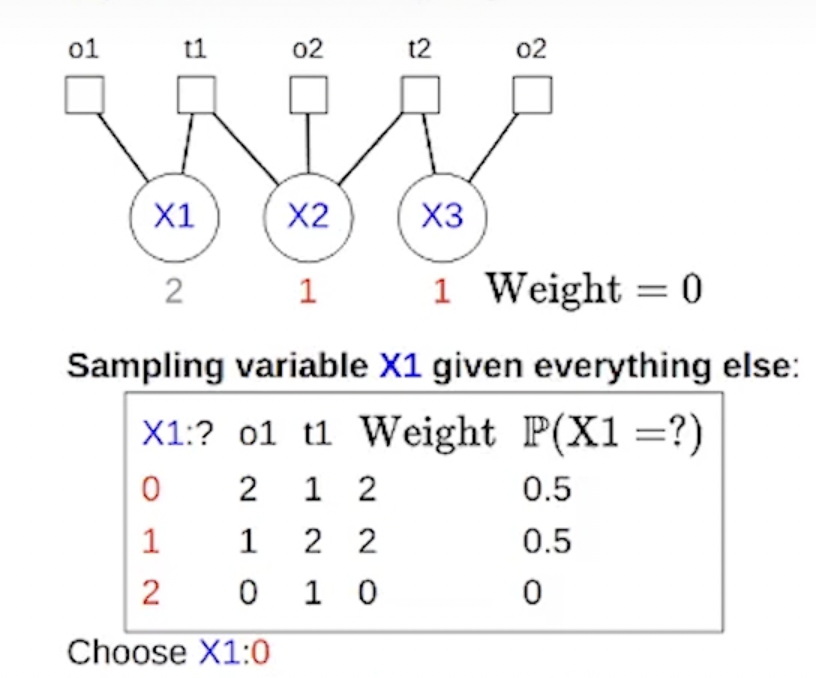 o1 t1 o2 t2 o2
X1 X2 X3
2 1 1 Weight = 0
Sampling variable X1 given everything else:
X1:? o1 t1 Weight ℙ(X1 =?)
0 2 1 2 0.5
1 1 2 2 0.5
2 0 1 0 0
Choose X1:0